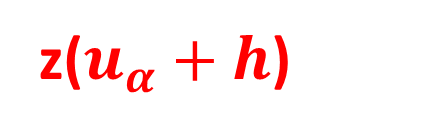 z(𝒖𝜶 + 𝒉)